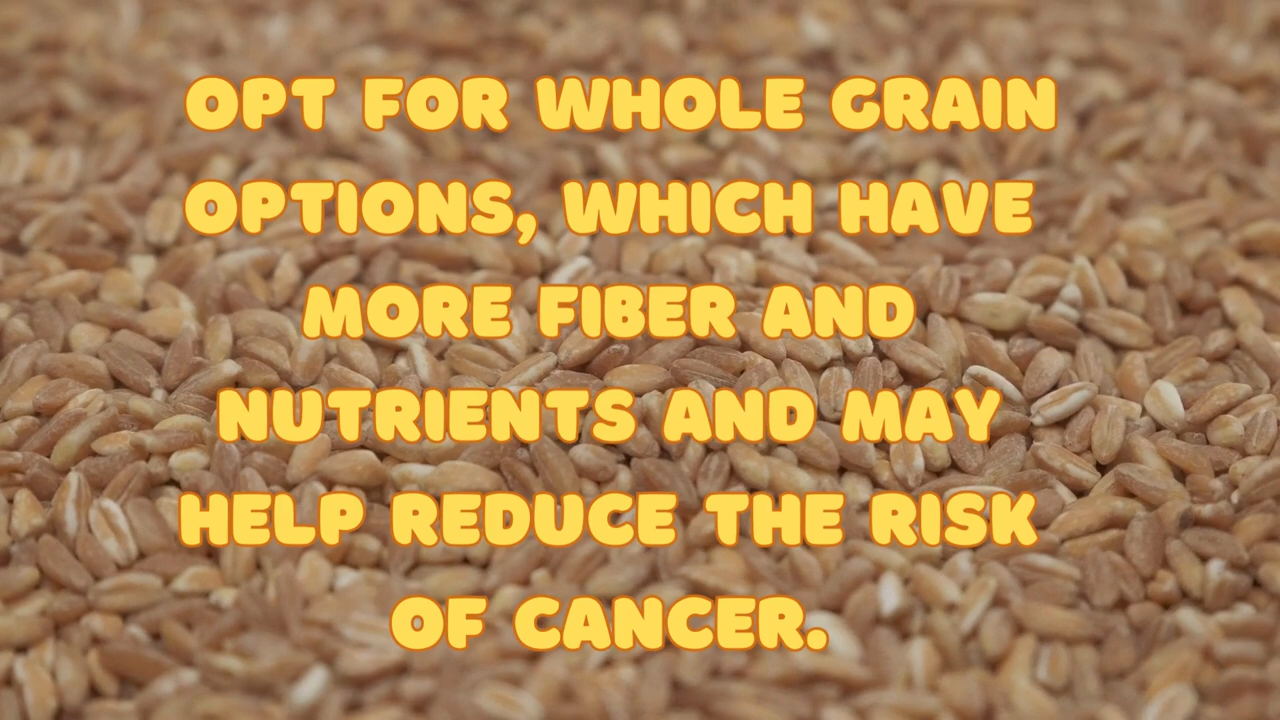 OPT FOR WHOLE GRAIN
OPTIONS, WHICH HAVE
MORE FIBER AND
NUTRIENTS AND MAY
HELP REDUCE THE RISK
OF CANCER.